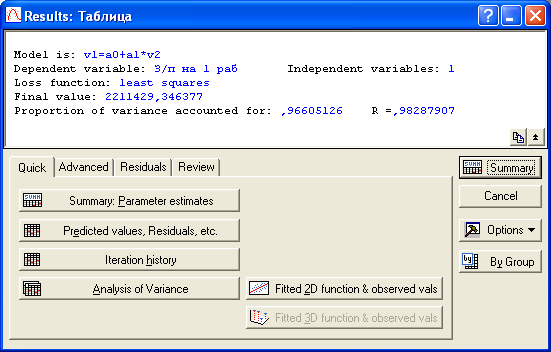 Results: Таблица
Model is: v1=a0+a1*v2
Dependent variable: З/п на 1 раб Independent variables: 1
Loss function: least squares
Final value: 2211429,346377
Proportion of variance accounted for: ,96605126 R =,98287907
Quick Advanced Residuals Review
Summary
Cancel
Options
By Group
Summary: Parameter estimates
Predicted values, Residuals, etc.
Iteration history
Analysis of Variance
Fitted 2D function & observed vals
Fitted 3D function & observed vals